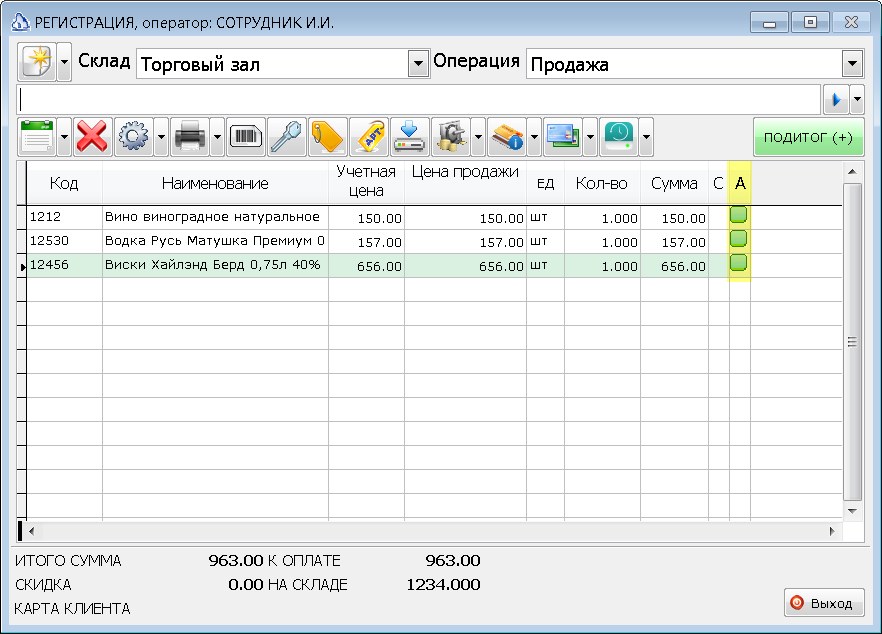 РЕГИСТРАЦИЯ, оператор: СОТРУДНИК И.И.
Склад Торговый зал Операция Продажа
АРТ ПОДИТОГ (+)
Код Наименование Учетная цена Цена продажи ед Кол-во Сумма С А
1212 Вино виноградное натуральное 150.00 150.00 шт 1.000 150.00
12530 Водка Русь Матушка Премиум 0 157.00 157.00 шт 1.000 157.00
12456 Виски Хайлэнд Берд 0,75л 40% 656.00 656.00 шт 1.000 656.00
ИТОГО СУММА 963.00 К ОПЛАТЕ 963.00
СКИДКА 0.00 НА СКЛАДЕ 1234.000
КАРТА КЛИЕНТА
Выход